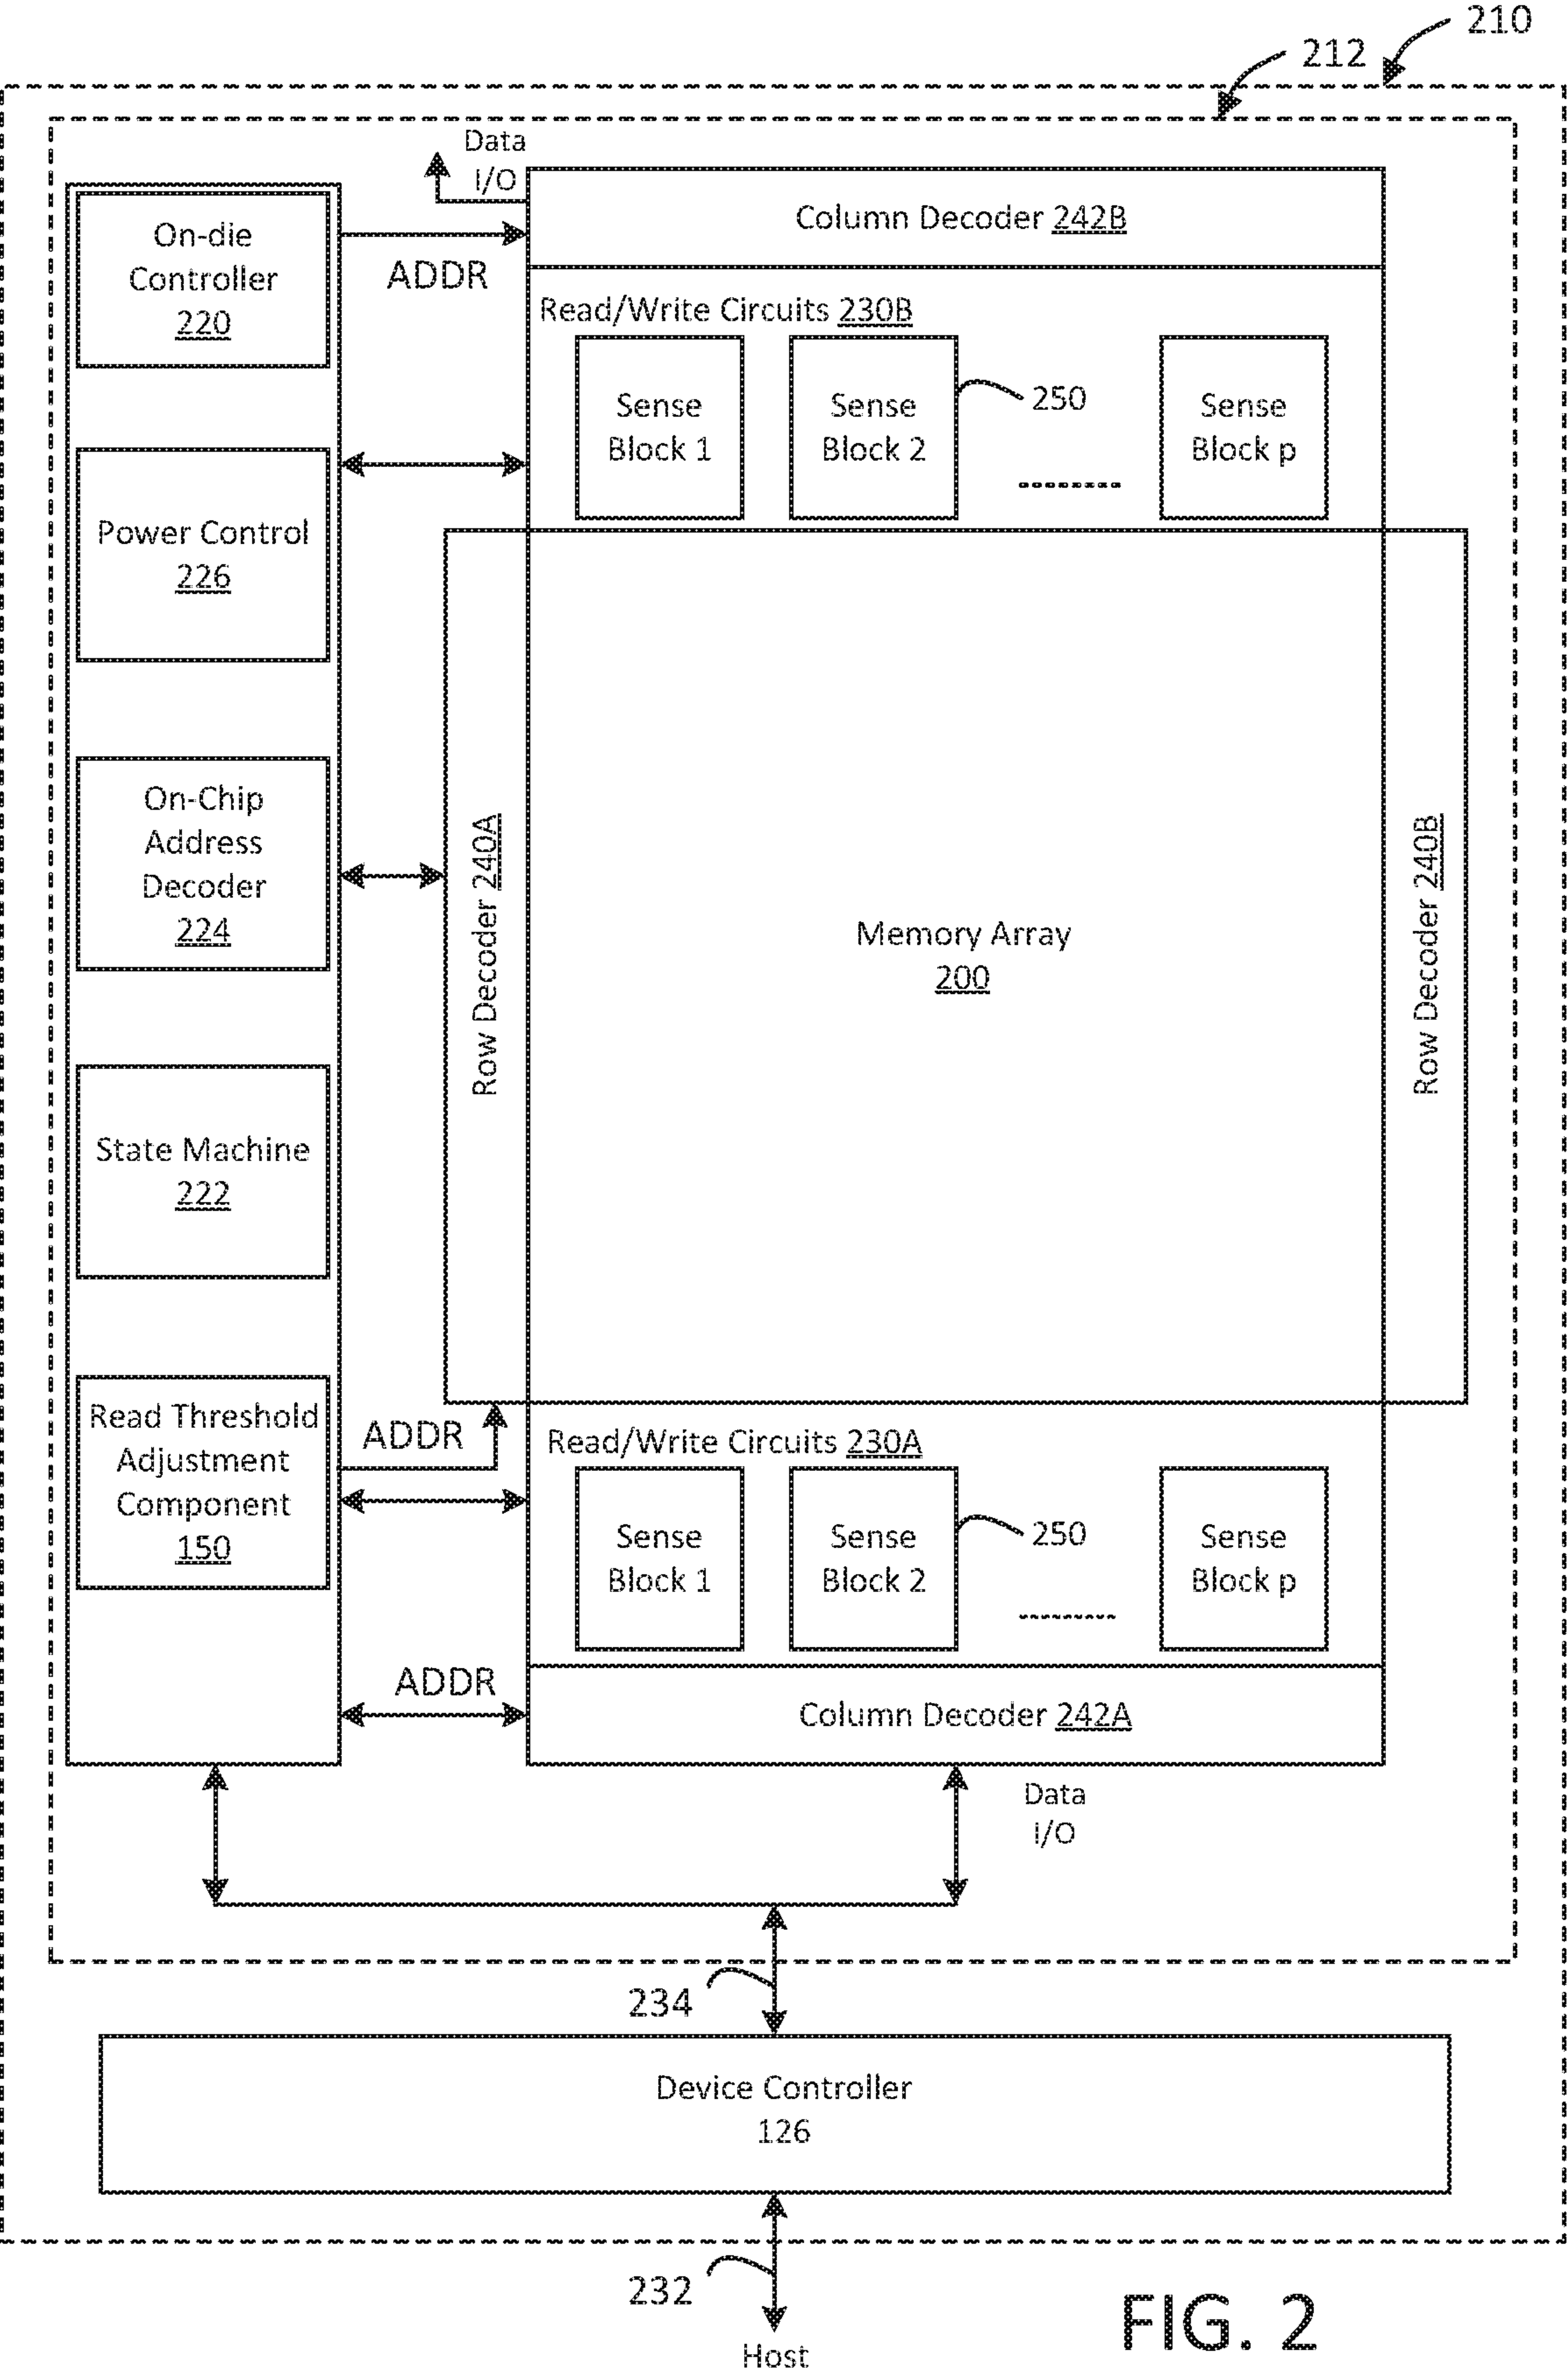 210
212
Data
I/O
On-die
Controller
220
ADDR
Column Decoder 242B
Read/Write Circuits 230B
Sense
Block 1
Sense
Block 2
250
Sense
Block p
Power Control
226
On-Chip
Address
Decoder
224
Row Decoder 240A
Memory Array
200
Row Decoder 240B
State Machine
222
Read Threshold
Adjustment
Component
150
ADDR
Read/Write Circuits 230A
Sense
Block 1
Sense
Block 2
250
Sense
Block p
ADDR
Column Decoder 242A
Data
I/O
234
Device Controller
126
232
Host
FIG. 2